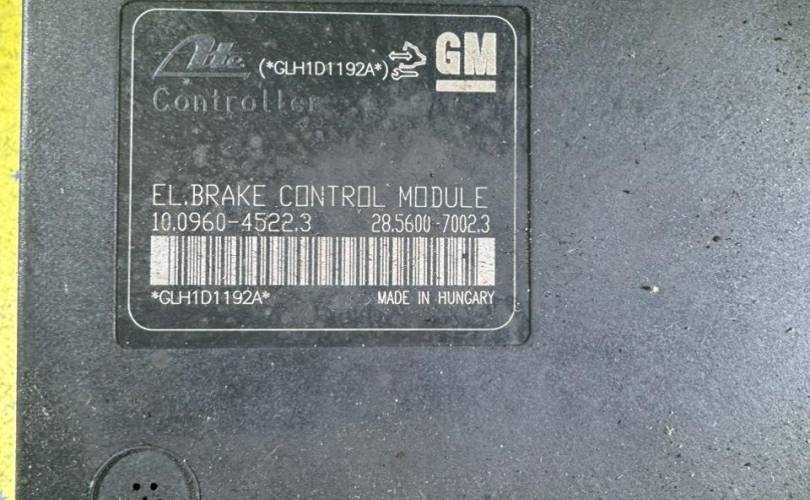 Ate (*GLH1D1192A*) GM
Controller
EL.BRAKE CONTROL MODULE
10.0960-4522.3 28.5600-7002.3
*GLH1D1192A* MADE IN HUNGARY